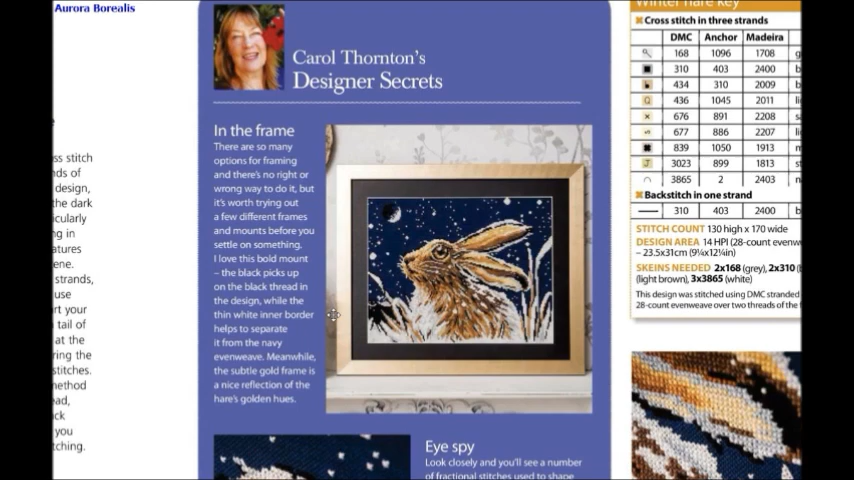 Aurora Borealis
ss stitch
nds of
design,
the dark
icularly
ng in
atures
ene.
strands,
use
rt your
tail of
at the
ring the
stitches.
nethod
ead,
ck
you
tching.
Carol Thornton's
Designer Secrets
In the frame
There are so many
options for framing
and there's no right or
wrong way to do it, but
it's worth trying out
a few different frames
and mounts before you
settle on something.
I love this bold mount
– the black picks up
on the black thread in
the design, while the
thin white inner border
helps to separate
it from the navy
evenweave. Meanwhile,
the subtle gold frame is
a nice reflection of the
hare's golden hues.
Eye spy
Look closely and you'll see a number
of fractional stitches used to shape
Winter hare key
Cross stitch in three strands
DMC Anchor Madeira
168 1096 1708 g
310 403 2400 b
434 310 2009 b
436 1045 2011 li
676 891 2208 s
677 886 2207 li
839 1050 1913 m
3023 899 1813 st
3865 2 2403 n
Backstitch in one strand
310 403 2400 b
STITCH COUNT 130 high x 170 wide
DESIGN AREA 14 HPI (28-count evenw
– 23.5x31cm (9¼x12¼in)
SKEINS NEEDED 2x168 (grey), 2x310 (b
(light brown), 3x3865 (white)
This design was stitched using DMC stranded
28-count evenweave over two threads of the f